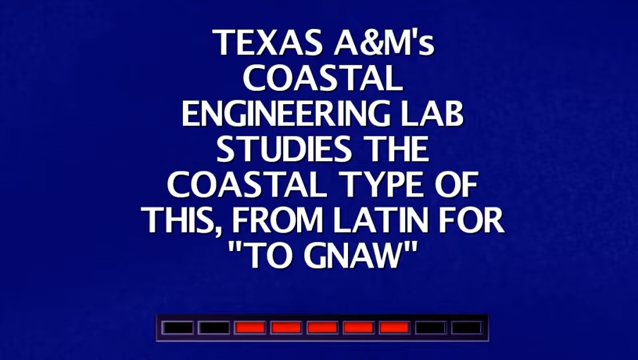 TEXAS A&M's
COASTAL
ENGINEERING LAB
STUDIES THE
COASTAL TYPE OF
THIS, FROM LATIN FOR
"TO GNAW"